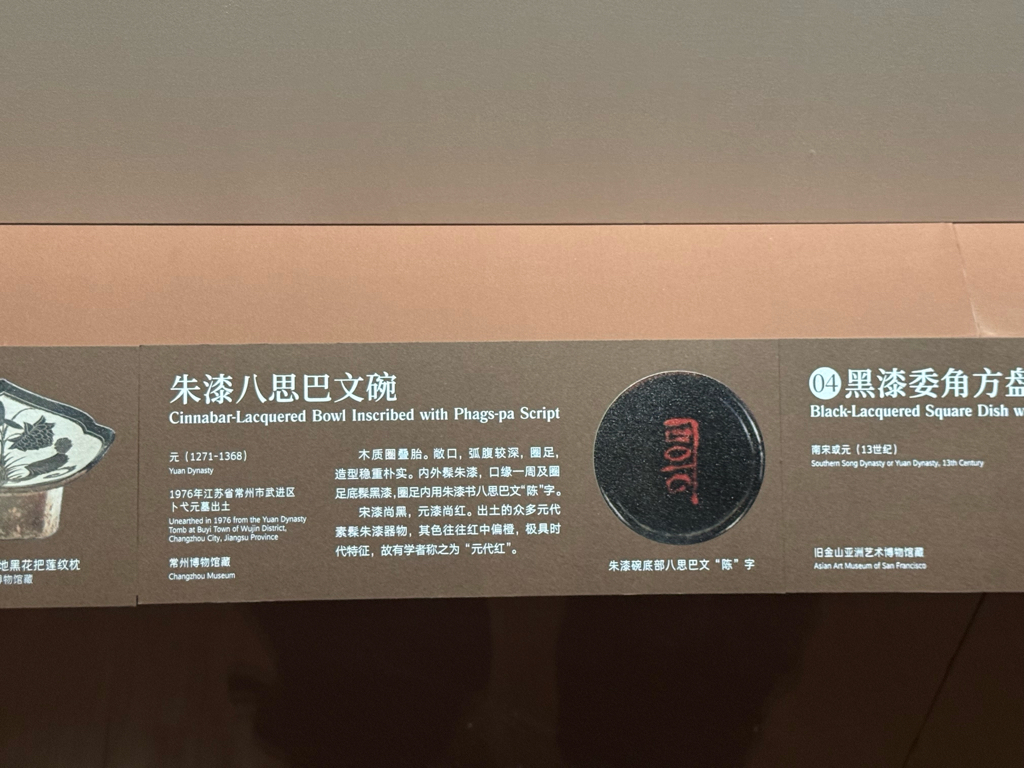 地黑花把莲纹枕
博物馆藏
朱漆八思巴文碗
Cinnabar-Lacquered Bowl Inscribed with Phags-pa Script
元（1271-1368）
Yuan Dynasty
1976年江苏省常州市武进区
卜弋元墓出土
Unearthed in 1976 from the Yuan Dynasty
Tomb at Buyi Town of Wujin District,
Changzhou City, Jiangsu Province
常州博物馆藏
Changzhou Museum
木质圈叠胎。敞口，弧腹较深，圈足，
造型稳重朴实。内外髹朱漆，口缘一周及圈
足底髹黑漆，圈足内用朱漆书八思巴文“陈”字。
宋漆尚黑，元漆尚红。出土的众多元代
素髹朱漆器物，其色往往红中偏橙，极具时
代特征，故有学者称之为“元代红”。
朱漆碗底部八思巴文“陈”字
04 黑漆委角方盘
Black-Lacquered Square Dish w
南宋或元（13世纪）
Southern Song Dynasty or Yuan Dynasty, 13th Century
旧金山亚洲艺术博物馆藏
Asian Art Museum of San Francisco